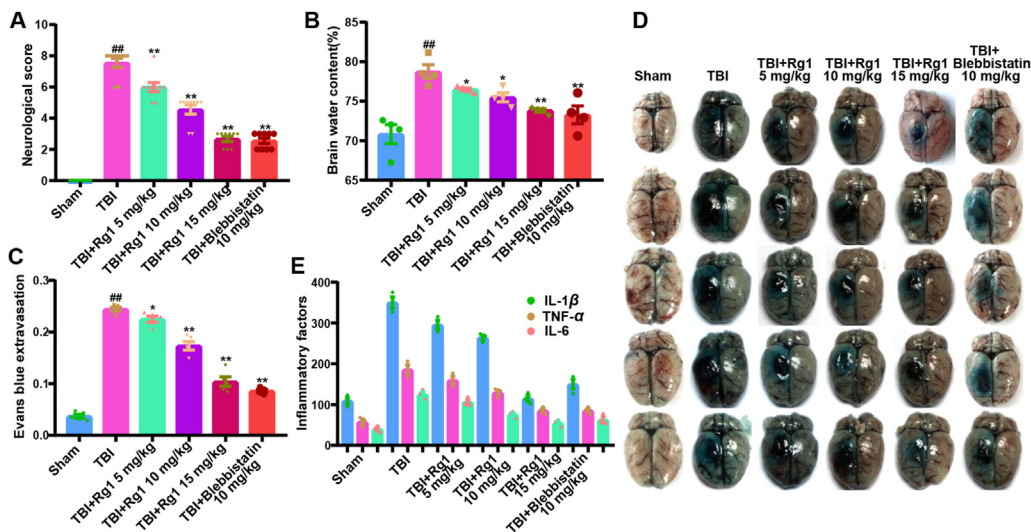 A
Neurological score
10
8
6
4
2
0
##
**
**
**
**
Sham
TBI
TBI+Rg1 5 mg/kg
TBI+Rg1 10 mg/kg
TBI+Rg1 15 mg/kg
TBI+Blebbistatin
10 mg/kg
B
Brain water content(%)
85
80
75
70
65
##
*
*
**
**
Sham
TBI
TBI+Rg1 5 mg/kg
TBI+Rg1 10 mg/kg
TBI+Rg1 15 mg/kg
TBI+Blebbistatin
10 mg/kg
C
Evans blue extravasation
0.3
0.2
0.1
0.0
##
*
**
**
**
Sham
TBI
TBI+Rg1 5 mg/kg
TBI+Rg1 10 mg/kg
TBI+Rg1 15 mg/kg
TBI+Blebbistatin
10 mg/kg
E
Inflammatory factors
400
300
200
100
0
IL-1β
TNF-α
IL-6
Sham
TBI
TBI+Rg1
5 mg/kg
TBI+Rg1
10 mg/kg
TBI+Rg1
15 mg/kg
TBI+Blebbistatin
10 mg/kg
D
Sham
TBI
TBI+Rg1
5 mg/kg
TBI+Rg1
10 mg/kg
TBI+Rg1
15 mg/kg
TBI+
Blebbistatin
10 mg/kg